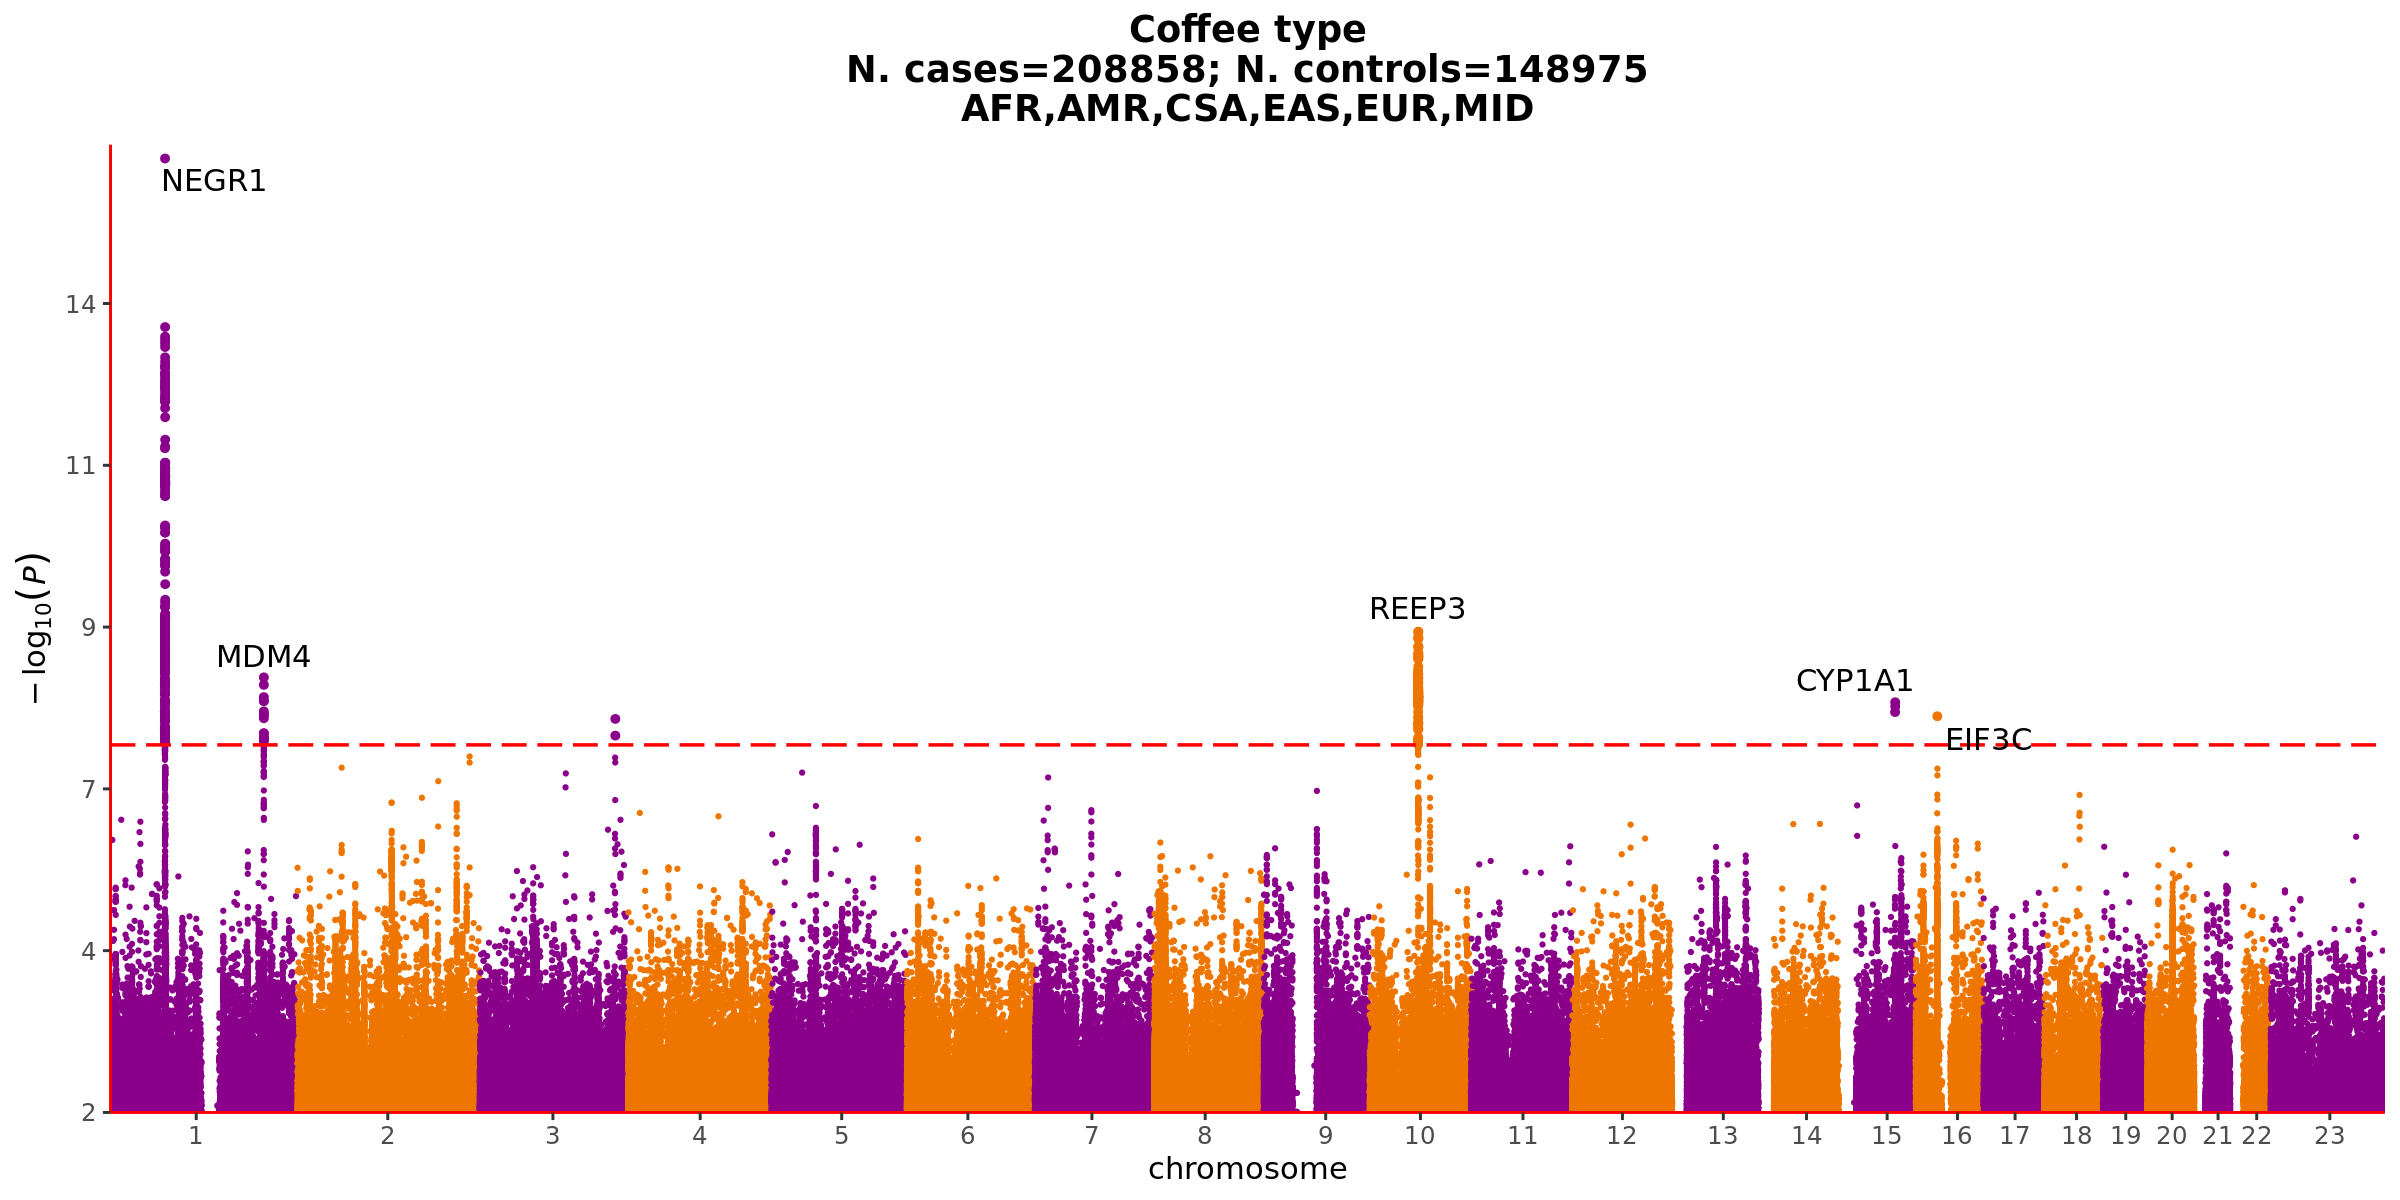 Coffee type
N. cases=208858; N. controls=148975
AFR,AMR,CSA,EAS,EUR,MID
NEGR1
14
11
REEP3
9
MDM4
CYP1A1
EIF3C
7
4
2
−log10(P)
1 2 3 4 5 6 7 8 9 10 11 12 13 14 15 16 17 18 19 20 21 22 23
chromosome